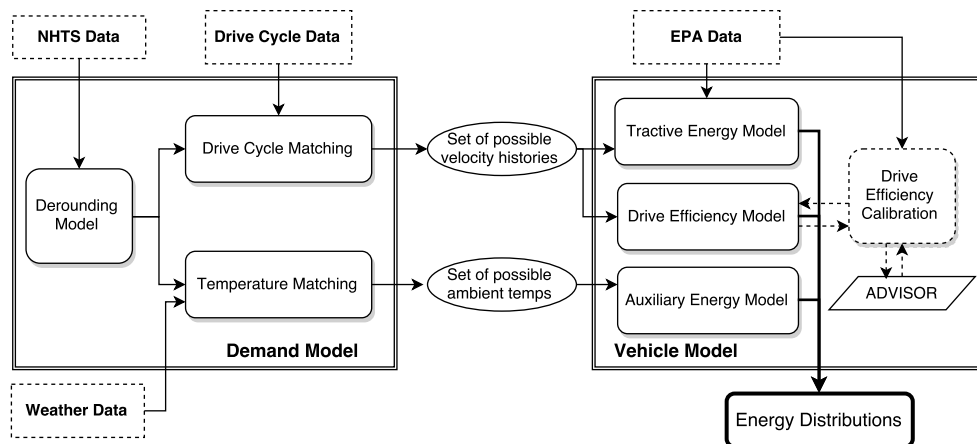 NHTS Data
Drive Cycle Data
EPA Data
Drive Cycle Matching
Set of possible
velocity histories
Tractive Energy Model
Derounding
Model
Drive Efficiency Model
Drive
Efficiency
Calibration
Temperature Matching
Set of possible
ambient temps
Auxiliary Energy Model
ADVISOR
Demand Model
Vehicle Model
Weather Data
Energy Distributions